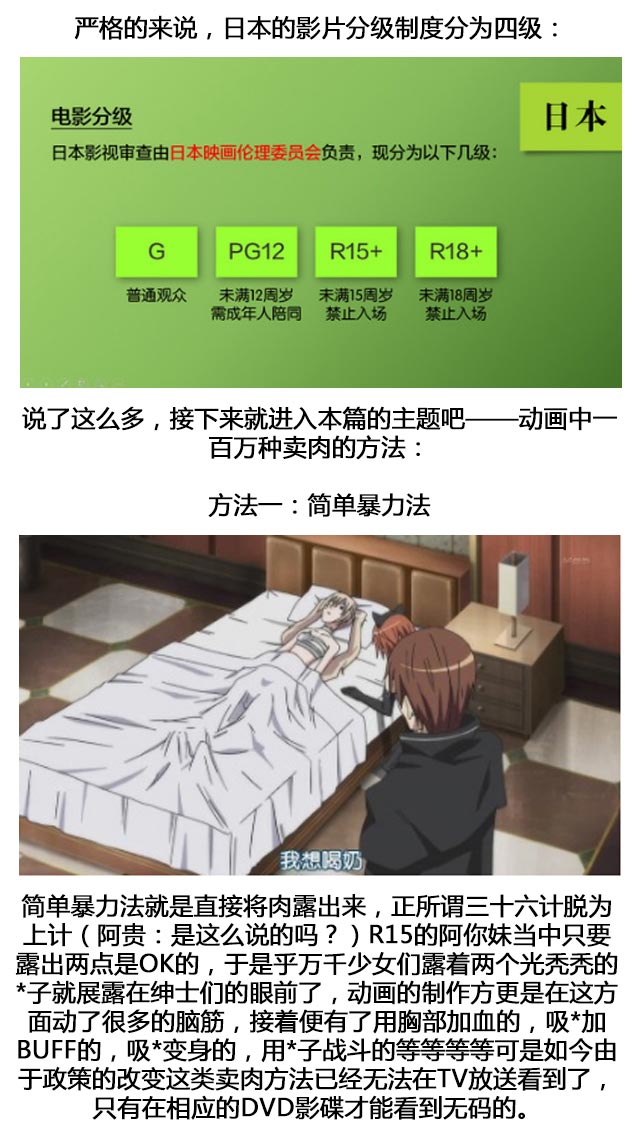 严格的来说，日本的影片分级制度分为四级：
日本
电影分级
日本影视审查由日本映画伦理委员会负责，现分为以下几级：
G
PG12
R15+
R18+
普通观众
未满12周岁
需成年人陪同
未满15周岁
禁止入场
未满18周岁
禁止入场
说了这么多，接下来就进入本篇的主题吧——动画中一
百万种卖肉的方法：
方法一：简单暴力法
我想喝奶
简单暴力法就是直接将肉露出来，正所谓三十六计脱为
上计（阿贵：是这么说的吗？）R15的阿你妹当中只要
露出两点是OK的，于是乎万千少女们露着两个光秃秃的
*子就展露在绅士们的眼前了，动画的制作方更是在这方
面动了很多的脑筋，接着便有了用胸部加血的，吸*加
BUFF的，吸*变身的，用*子战斗的等等等等可是如今由
于政策的改变这类卖肉方法已经无法在TV放送看到了，
只有在相应的DVD影碟才能看到无码的。